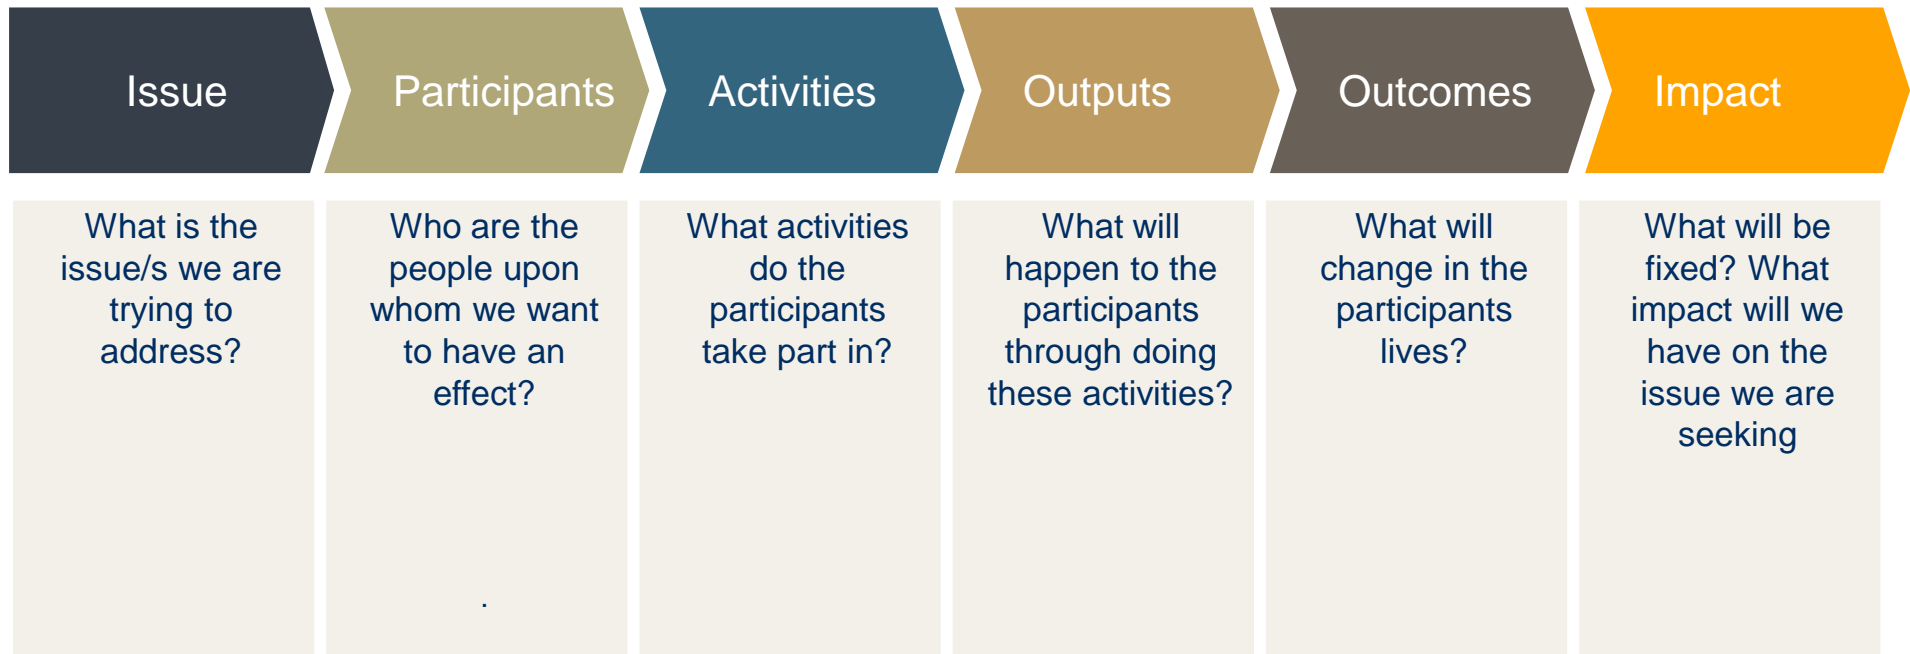 Issue
Participants
Activities
Outputs
Outcomes
Impact
What is the
issue/s we are
trying to
address?
Who are the
people upon
whom we want
to have an
effect?
.
What activities
do the
participants
take part in?
What will
happen to the
participants
through doing
these activities?
What will
change in the
participants
lives?
What will be
fixed? What
impact will we
have on the
issue we are
seeking